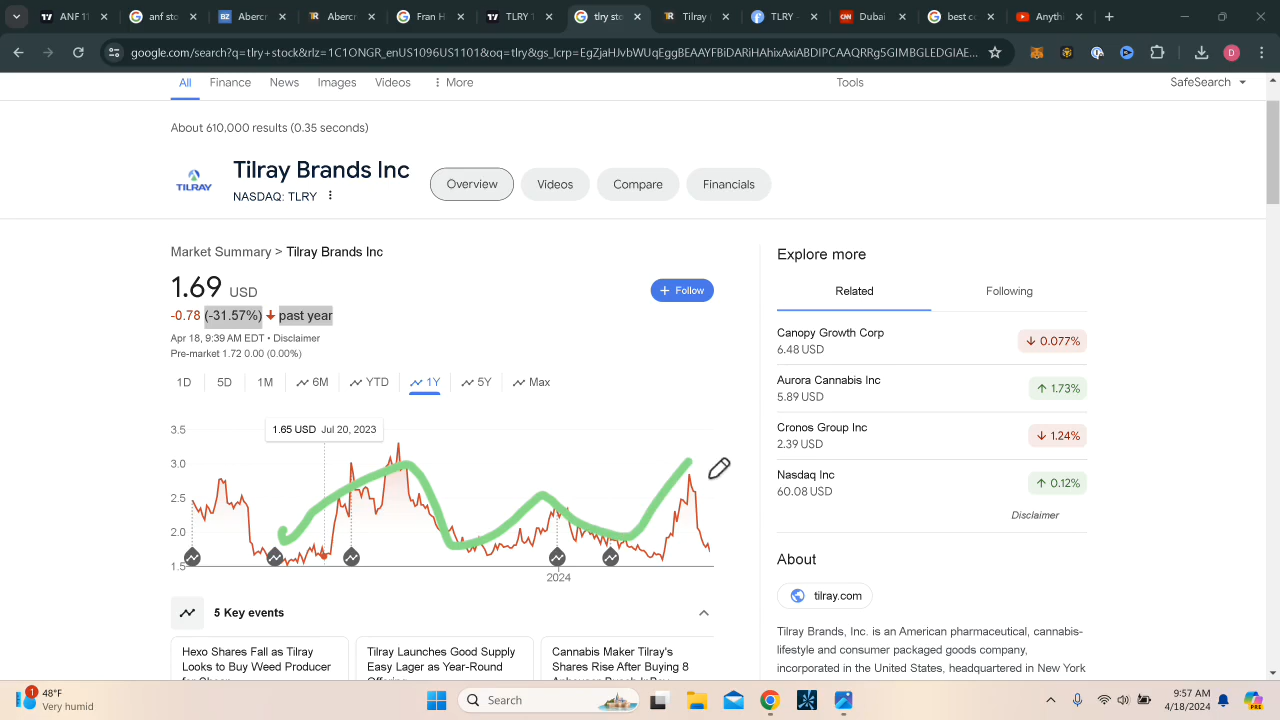 ANF 1
anf sto
Aberc
Abercr
Fran H
TLRY
tlry sto
Tilray
TLRY -
Dubai
best c
Anyth
google.com/search?q=tlry+stock&rlz=1C1ONGR_enUS1096US1101&oq=tlry&gs_lcrp=EgZjaHJvbWUqEggBEAAYFBiDARiHAhixAxiABDIPCAAQRRg5GIMBGLEDGIAE...
D
All Finance News Images Videos More Tools SafeSearch
About 610,000 results (0.35 seconds)
TILRAY
Tilray Brands Inc
NASDAQ: TLRY
Overview Videos Compare Financials
Market Summary > Tilray Brands Inc
1.69 USD
+ Follow
-0.78 (-31.57%) past year
Apr 18, 9:39 AM EDT • Disclaimer
Pre-market 1.72 0.00 (0.00%)
1D 5D 1M 6M YTD 1Y 5Y Max
1.65 USD Jul 20, 2023
3.5
3.0
2.5
2.0
1.5
2024
5 Key events
Hexo Shares Fall as Tilray
Looks to Buy Weed Producer
Tilray Launches Good Supply
Easy Lager as Year-Round
Cannabis Maker Tilray's
Shares Rise After Buying 8
Explore more
Related Following
Canopy Growth Corp
6.48 USD
0.077%
Aurora Cannabis Inc
5.89 USD
1.73%
Cronos Group Inc
2.39 USD
1.24%
Nasdaq Inc
60.08 USD
0.12%
Disclaimer
About
tilray.com
Tilray Brands, Inc. is an American pharmaceutical, cannabis-
lifestyle and consumer packaged goods company,
incorporated in the United States, headquartered in New York
1
48°F
Very humid
Search
9:57 AM
4/18/2024
PRE